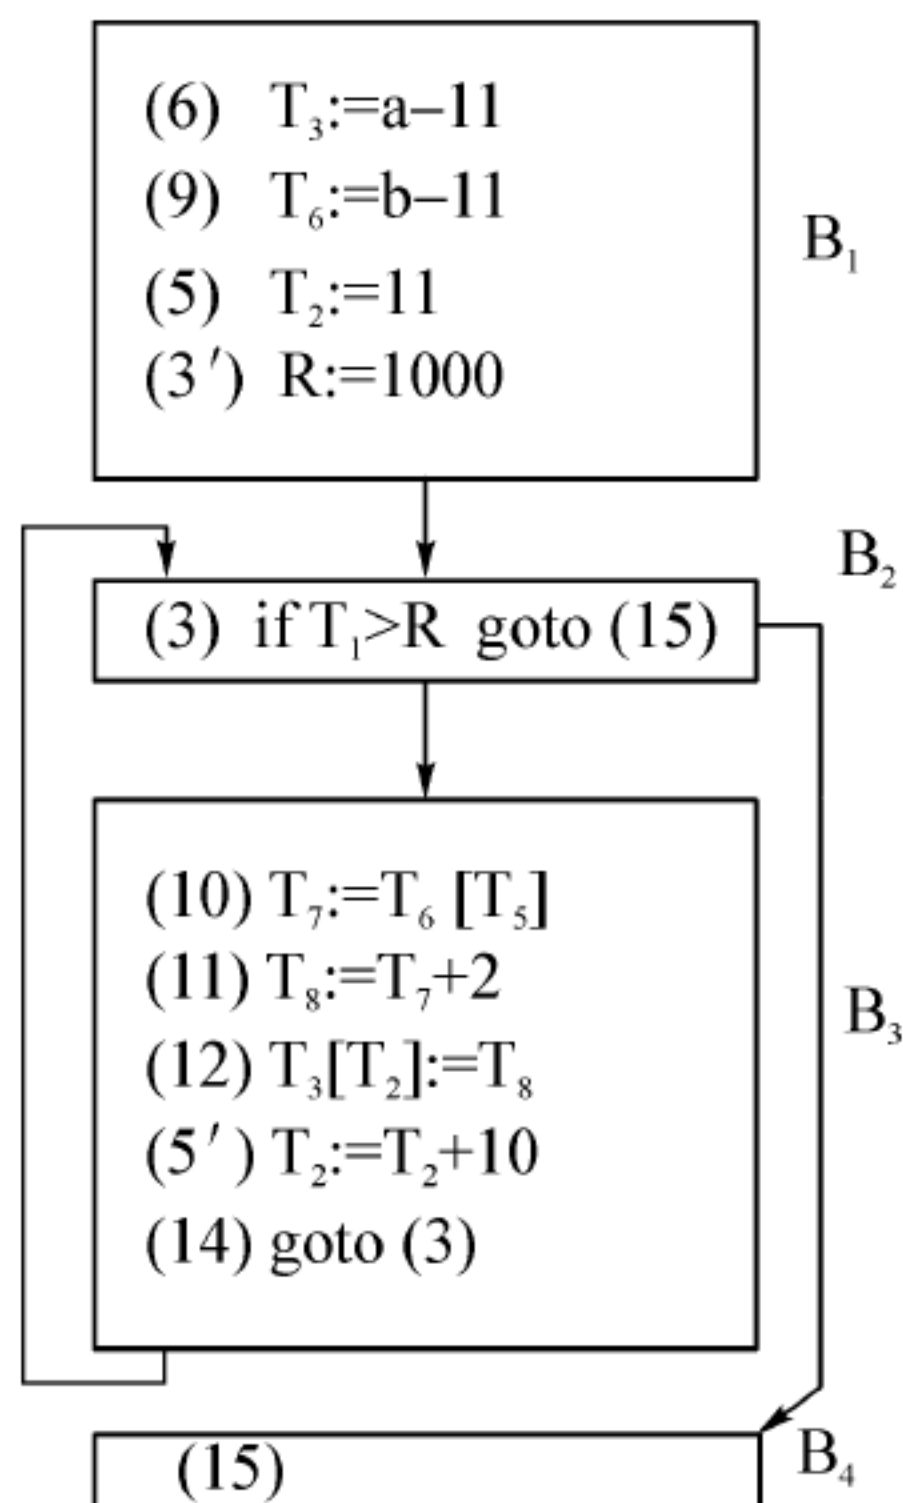 (6) T₃:=a–11
(9) T₆:=b–11
(5) T₂:=11
(3′) R:=1000
B₁
B₂
(3) if T₁>R goto (15)
(10) T₇:=T₆ [T₅]
(11) T₈:=T₇+2
(12) T₃[T₂]:=T₈
(5′) T₂:=T₂+10
(14) goto (3)
B₃
(15)
B₄